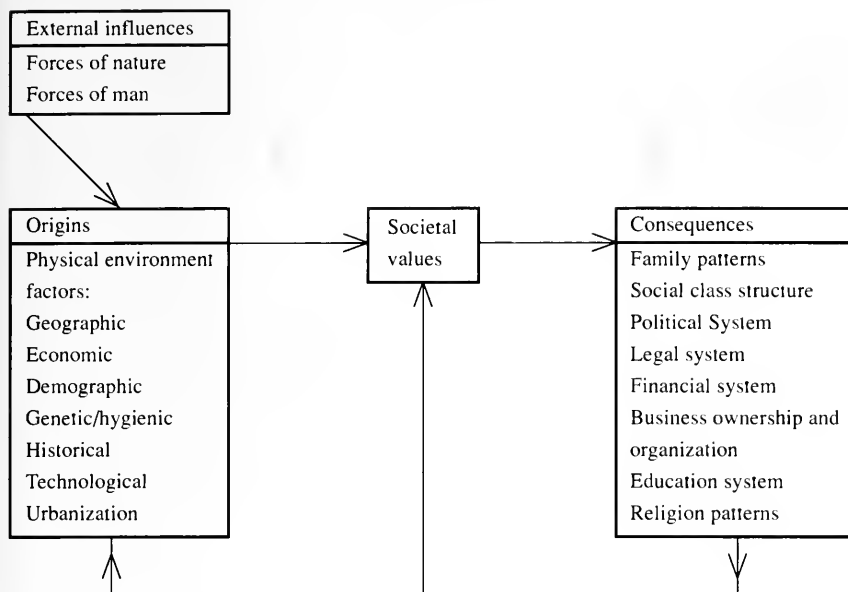 External influences
Forces of nature
Forces of man
Origins
Physical environment
factors:
Geographic
Economic
Demographic
Genetic/hygienic
Historical
Technological
Urbanization
Societal
values
Consequences
Family patterns
Social class structure
Political System
Legal system
Financial system
Business ownership and
organization
Education system
Religion patterns